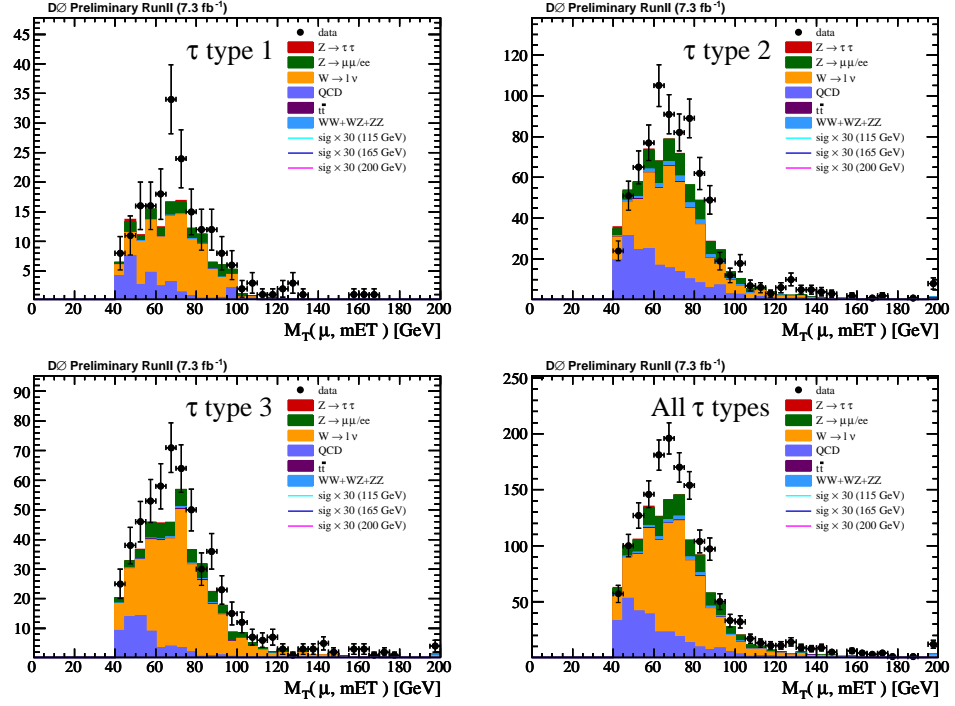 DØ Preliminary RunII (7.3 fb⁻¹)
τ type 1
data
Z → τ τ
Z → μμ/ee
W → l ν
QCD
tt̄
WW+WZ+ZZ
sig × 30 (115 GeV)
sig × 30 (165 GeV)
sig × 30 (200 GeV)
45
40
35
30
25
20
15
10
5
0 20 40 60 80 100 120 140 160 180 200
M_T(μ, mET) [GeV]
DØ Preliminary RunII (7.3 fb⁻¹)
τ type 2
data
Z → τ τ
Z → μμ/ee
W → l ν
QCD
tt̄
WW+WZ+ZZ
sig × 30 (115 GeV)
sig × 30 (165 GeV)
sig × 30 (200 GeV)
120
100
80
60
40
20
0 20 40 60 80 100 120 140 160 180 200
M_T(μ, mET) [GeV]
DØ Preliminary RunII (7.3 fb⁻¹)
τ type 3
data
Z → τ τ
Z → μμ/ee
W → l ν
QCD
tt̄
WW+WZ+ZZ
sig × 30 (115 GeV)
sig × 30 (165 GeV)
sig × 30 (200 GeV)
90
80
70
60
50
40
30
20
10
0 20 40 60 80 100 120 140 160 180 200
M_T(μ, mET) [GeV]
DØ Preliminary RunII (7.3 fb⁻¹)
All τ types
data
Z → τ τ
Z → μμ/ee
W → l ν
QCD
tt̄
WW+WZ+ZZ
sig × 30 (115 GeV)
sig × 30 (165 GeV)
sig × 30 (200 GeV)
250
200
150
100
50
0 20 40 60 80 100 120 140 160 180 200
M_T(μ, mET) [GeV]